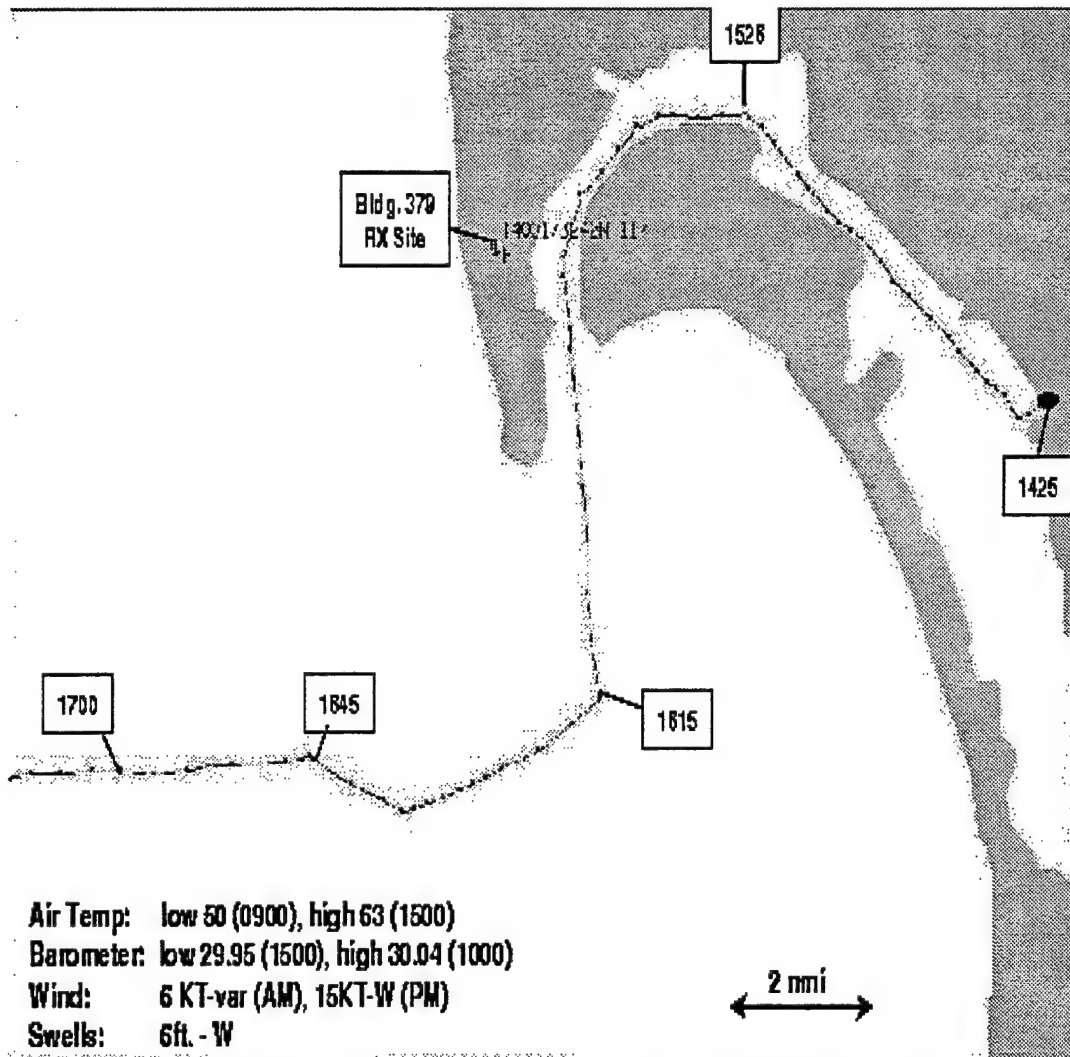 1526
Bldg. 379
RX Site
1425
1700
1645
1615
Air Temp: low 50 (0900), high 63 (1500)
Barometer: low 29.95 (1500), high 30.04 (1000)
Wind: 6 KT-var (AM), 15KT-W (PM)
Swells: 6ft. - W
2 nmi